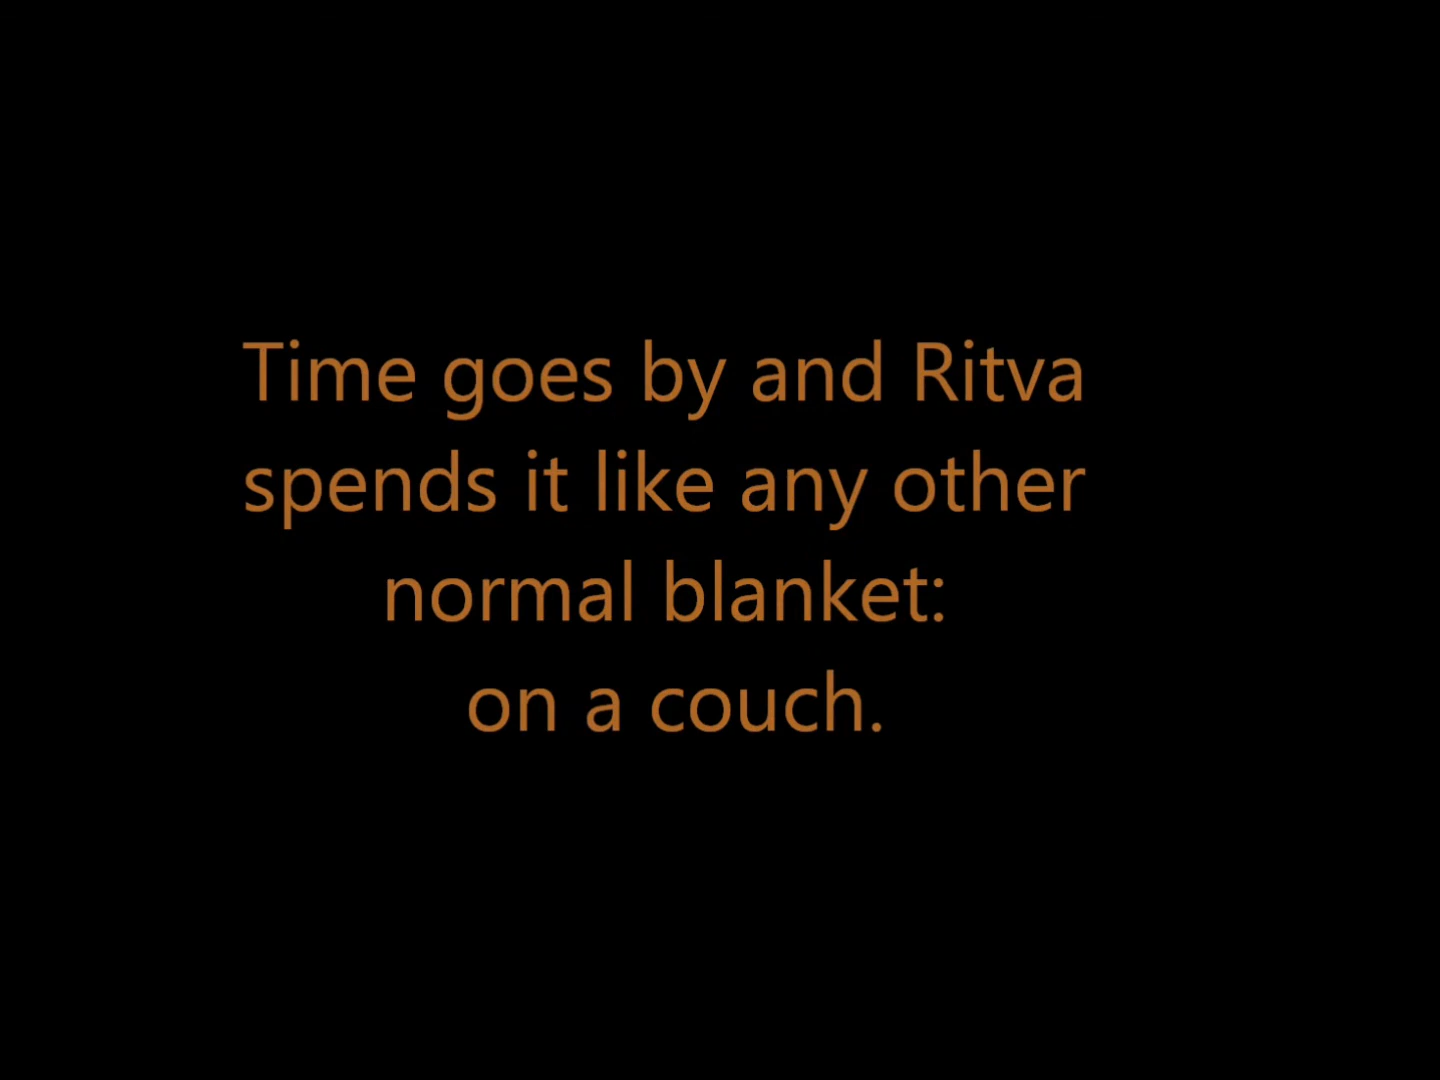 Time goes by and Ritva
spends it like any other
normal blanket:
on a couch.